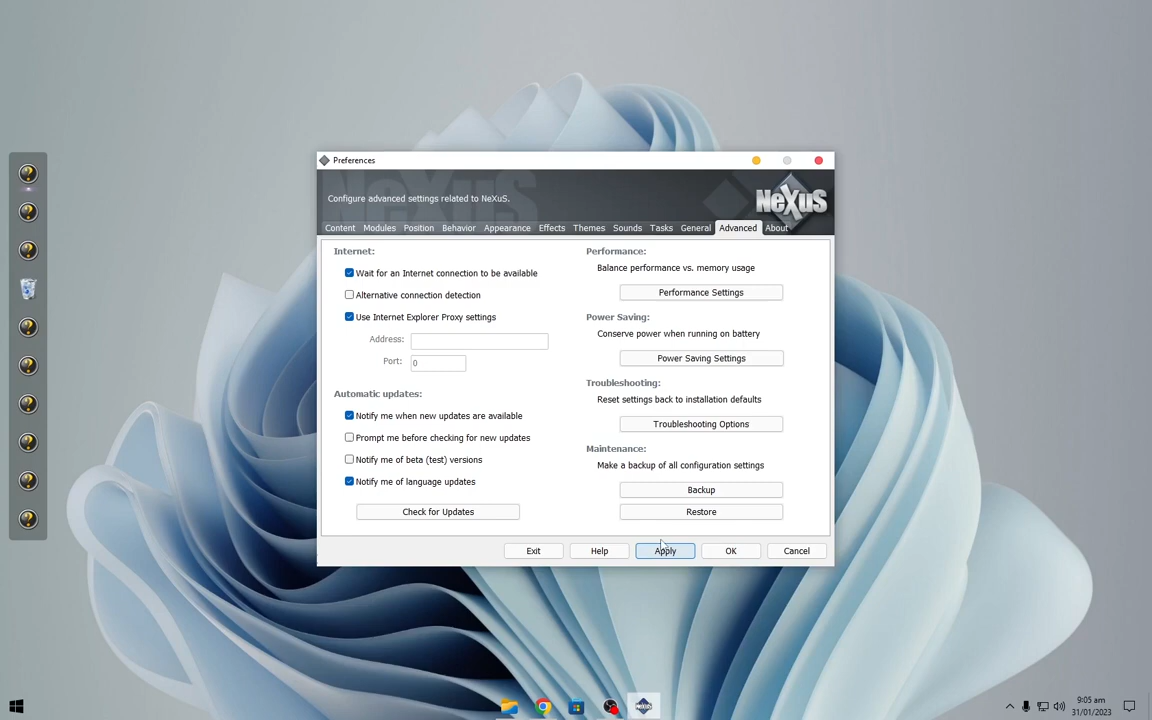 Preferences
Configure advanced settings related to NeXuS.
NeXuS
Content Modules Position Behavior Appearance Effects Themes Sounds Tasks General Advanced About
Internet:
Wait for an Internet connection to be available
Alternative connection detection
Use Internet Explorer Proxy settings
Address:
Port: 0
Automatic updates:
Notify me when new updates are available
Prompt me before checking for new updates
Notify me of beta (test) versions
Notify me of language updates
Check for Updates
Performance:
Balance performance vs. memory usage
Performance Settings
Power Saving:
Conserve power when running on battery
Power Saving Settings
Troubleshooting:
Reset settings back to installation defaults
Troubleshooting Options
Maintenance:
Make a backup of all configuration settings
Backup
Restore
Exit Help Apply OK Cancel
9:05 am
31/01/2023